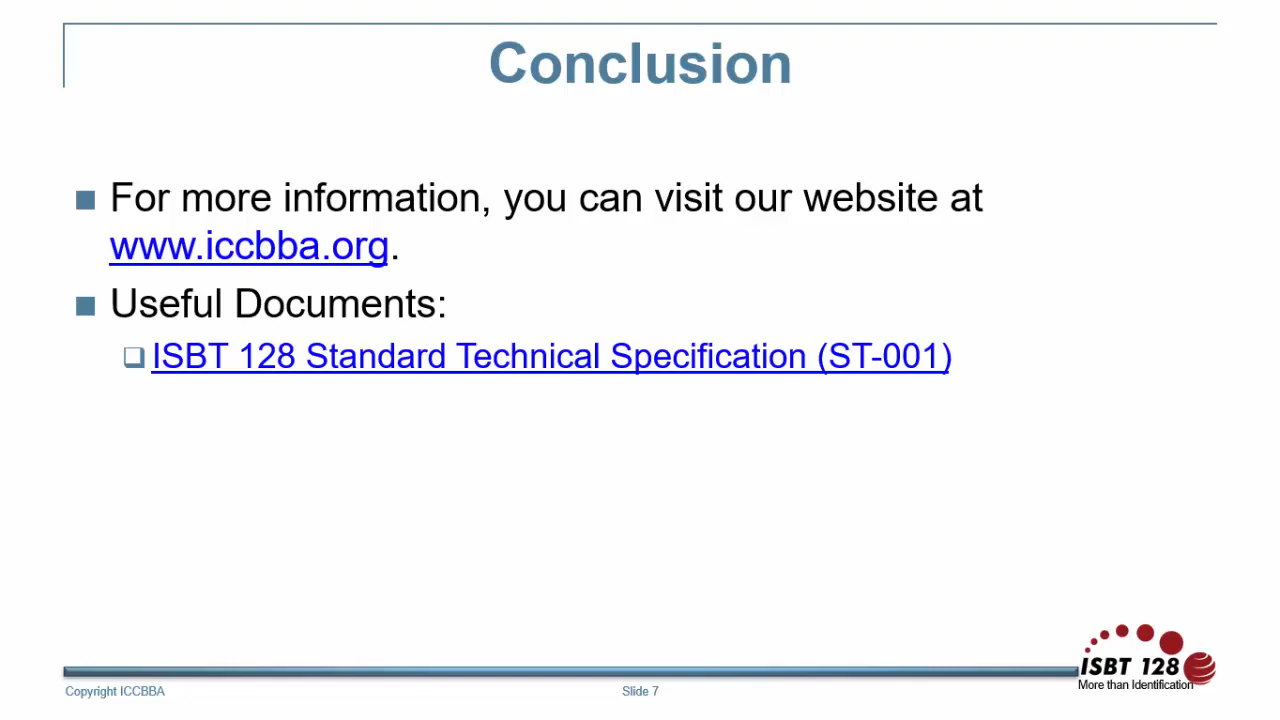 Conclusion
For more information, you can visit our website at
www.iccbba.org.
Useful Documents:
ISBT 128 Standard Technical Specification (ST-001)
ISBT 128
More than Identification
Copyright ICCBBA
Slide 7